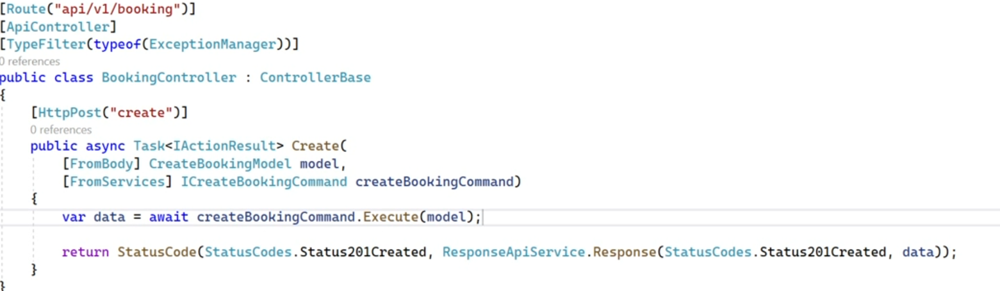 [Route("api/v1/booking")]
[ApiController]
[TypeFilter(typeof(ExceptionManager))]
0 references
public class BookingController : ControllerBase
{
[HttpPost("create")]
0 references
public async Task<IActionResult> Create(
[FromBody] CreateBookingModel model,
[FromServices] ICreateBookingCommand createBookingCommand)
{
var data = await createBookingCommand.Execute(model);
return StatusCode(StatusCodes.Status201Created, ResponseApiService.Response(StatusCodes.Status201Created, data));
}
}